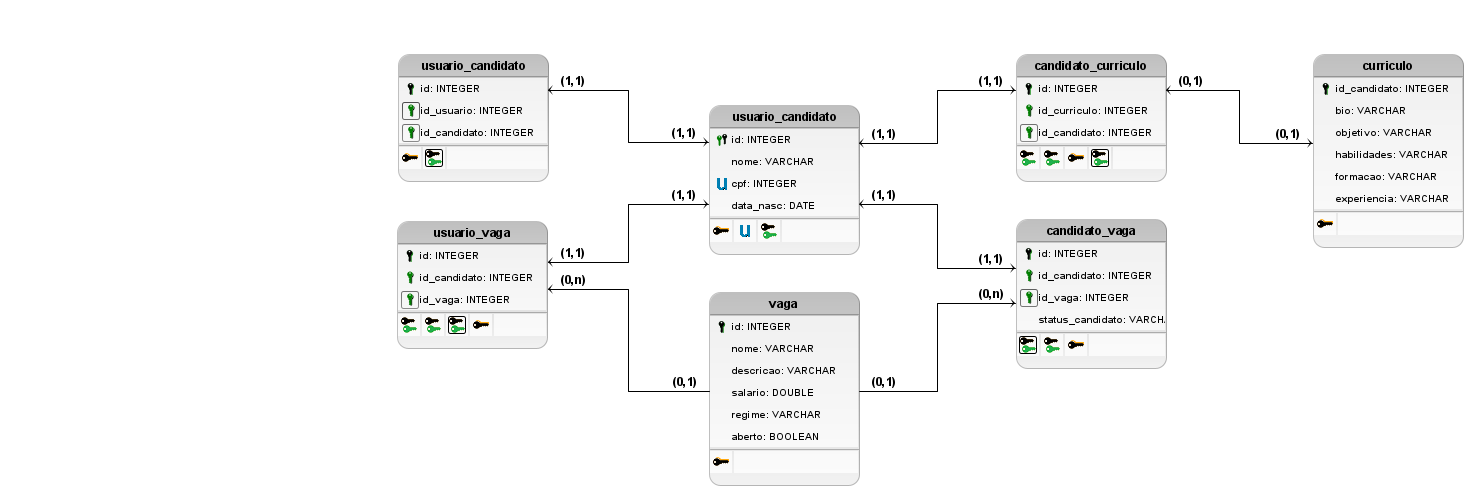 usuario_candidato
id: INTEGER
id_usuario: INTEGER
id_candidato: INTEGER
(1,1)
(1,1)
usuario_candidato
id: INTEGER
nome: VARCHAR
U cpf: INTEGER
data_nasc: DATE
U
(1,1)
(1,1)
candidato_curriculo
id: INTEGER
id_curriculo: INTEGER
id_candidato: INTEGER
(0,1)
(0,1)
curriculo
id_candidato: INTEGER
bio: VARCHAR
objetivo: VARCHAR
habilidades: VARCHAR
formacao: VARCHAR
experiencia: VARCHAR
usuario_vaga
id: INTEGER
id_candidato: INTEGER
id_vaga: INTEGER
(1,1)
(1,1)
(0,n)
(0,1)
vaga
id: INTEGER
nome: VARCHAR
descricao: VARCHAR
salario: DOUBLE
regime: VARCHAR
aberto: BOOLEAN
(1,1)
(1,1)
(0,n)
(0,1)
candidato_vaga
id: INTEGER
id_candidato: INTEGER
id_vaga: INTEGER
status_candidato: VARCH